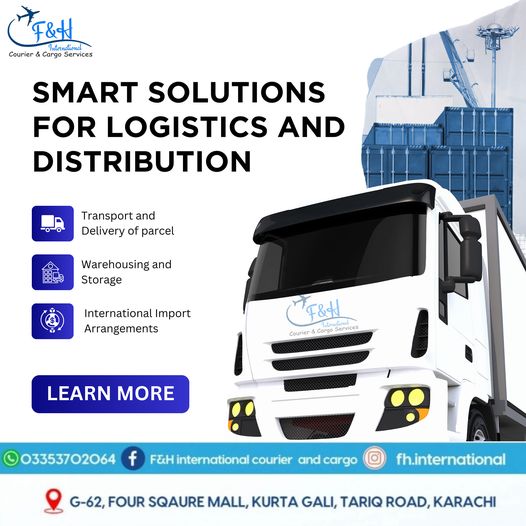 F&H
International
Courier & Cargo Services
SMART SOLUTIONS
FOR LOGISTICS AND
DISTRIBUTION
Transport and
Delivery of parcel
Warehousing and
Storage
International Import
Arrangements
F&H
International
Courier & Cargo Services
LEARN MORE
03353702064 F&H international courier and cargo fh.international
G-62, FOUR SQAURE MALL, KURTA GALI, TARIQ ROAD, KARACHI